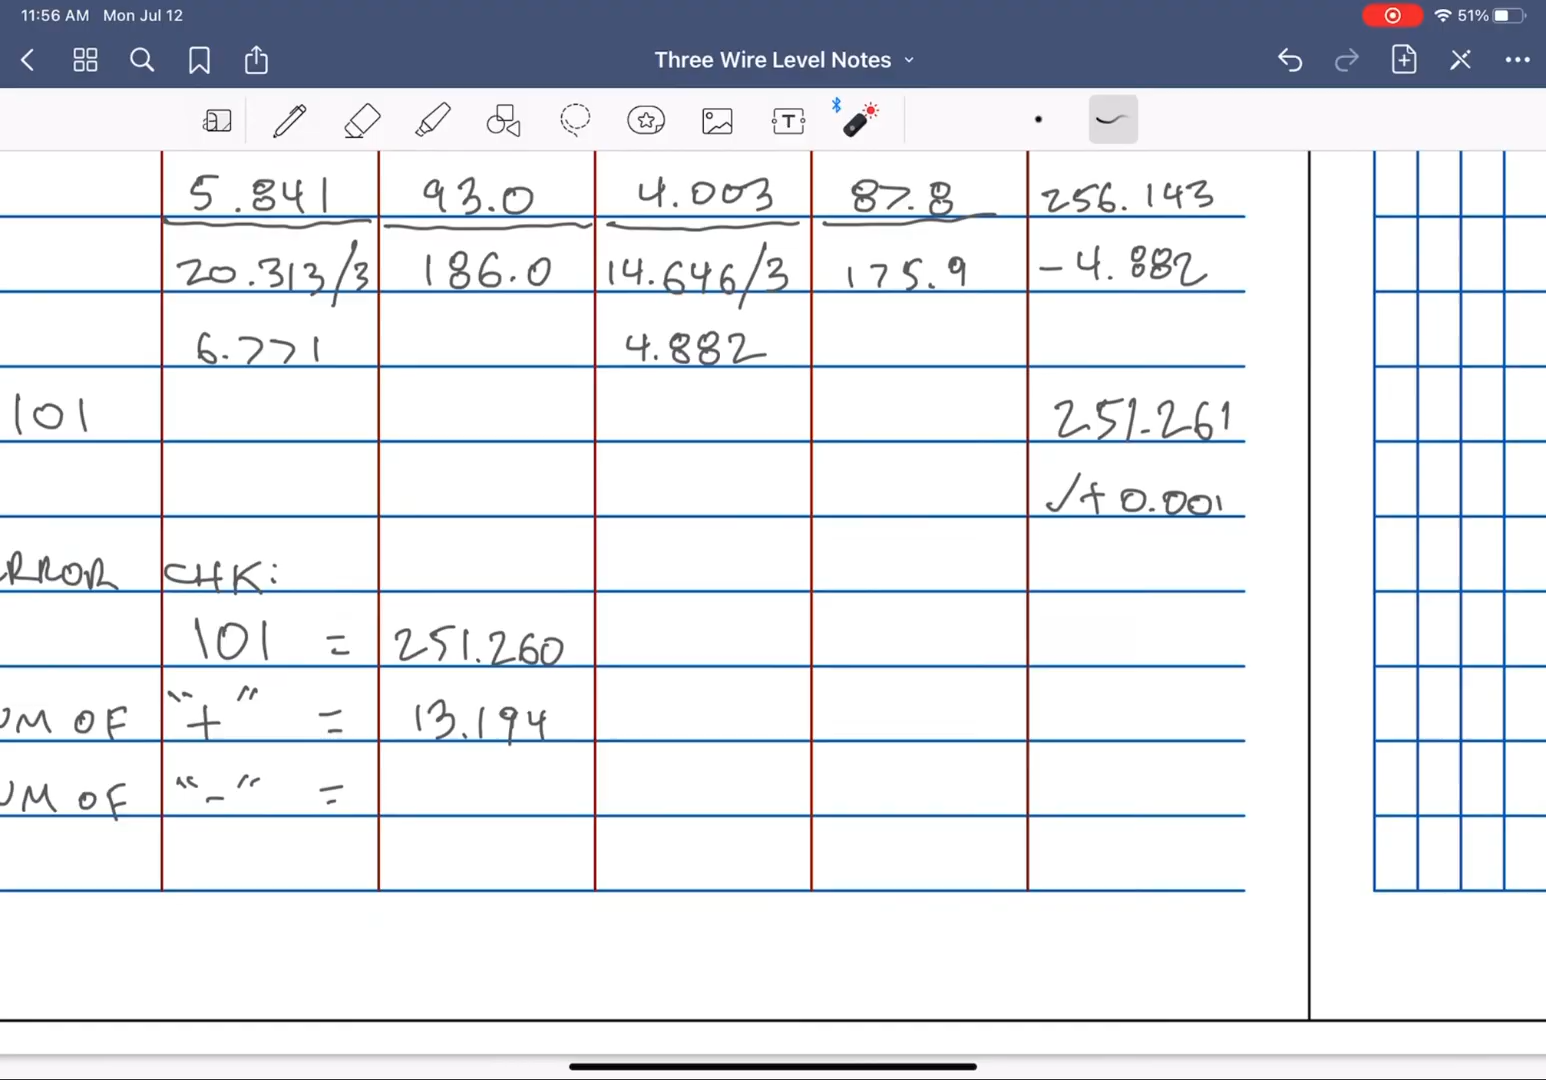 11:56 AM Mon Jul 12 51%
Three Wire Level Notes
5.841 93.0 4.003 87.8 256.143
20.313/3 186.0 14.646/3 175.9 -4.882
6.771 4.882
101 251.261
✓+0.001
RROR CHK:
101 = 251.260
UM OF "+" = 13.194
UM OF "-" =